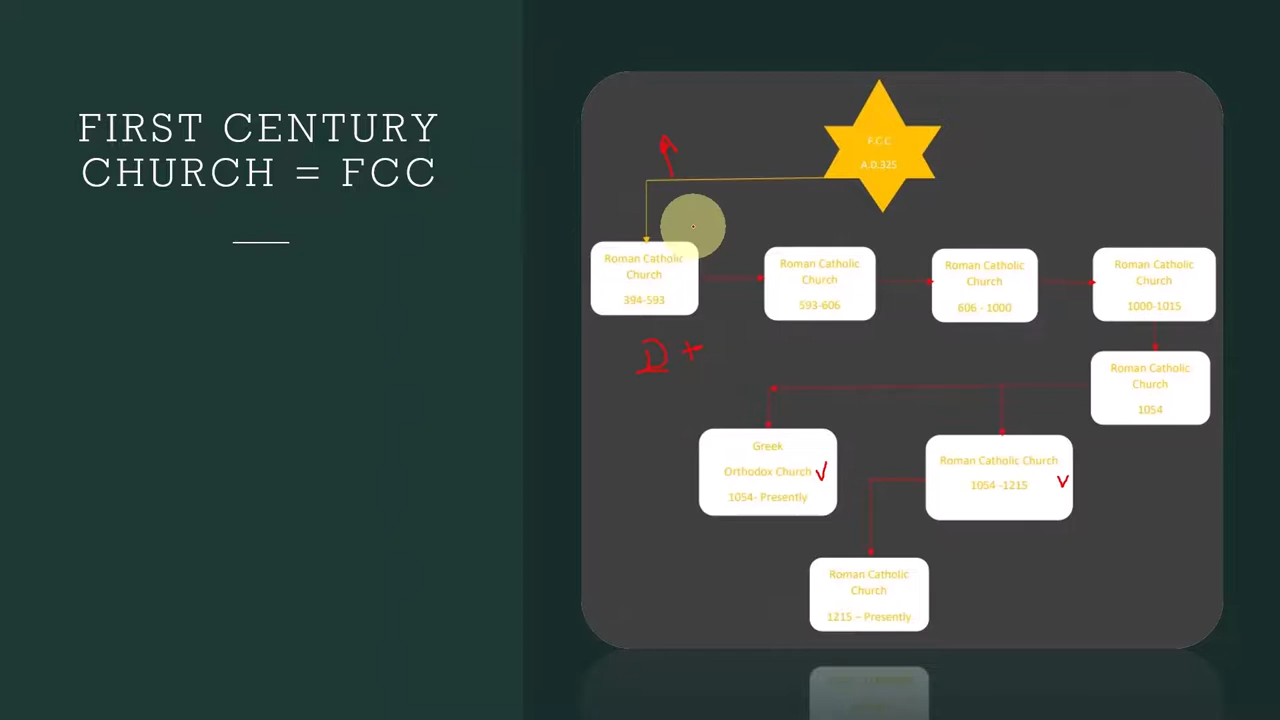 FIRST CENTURY
CHURCH = FCC
F.C.C
A.D.325
Roman Catholic
Church
394-593
Roman Catholic
Church
593-606
Roman Catholic
Church
606 - 1000
Roman Catholic
Church
1000-1015
D +
Roman Catholic
Church
1054
Greek
Orthodox Church
1054- Presently
Roman Catholic Church
1054 -1215
Roman Catholic
Church
1215 – Presently